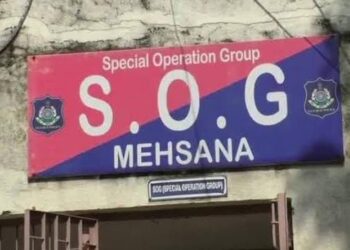 Special Operation Group
S.O.G
MEHSANA
SOG (SPECIAL OPERATION GROUP)